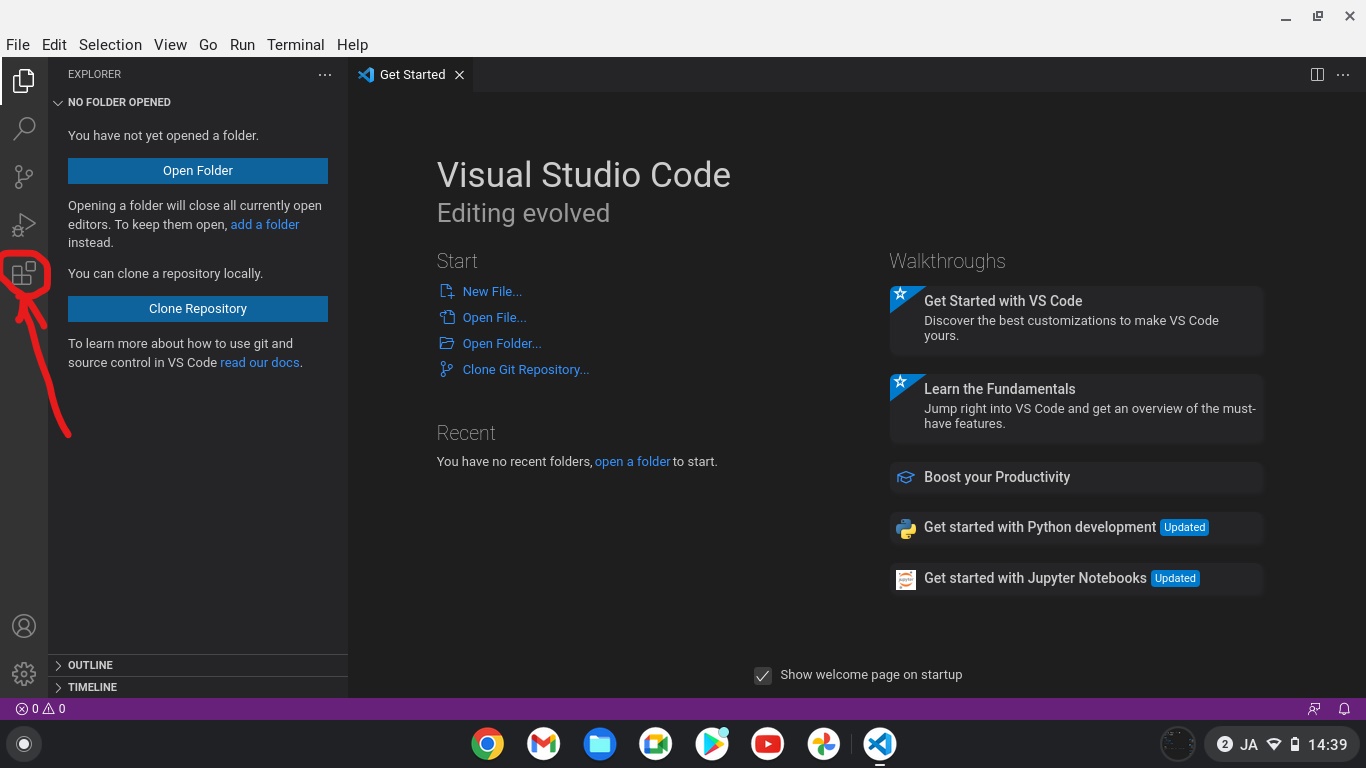 File Edit Selection View Go Run Terminal Help
EXPLORER
Get Started
NO FOLDER OPENED
You have not yet opened a folder.
Open Folder
Opening a folder will close all currently open
editors. To keep them open, add a folder
instead.
You can clone a repository locally.
Clone Repository
To learn more about how to use git and
source control in VS Code read our docs.
OUTLINE
TIMELINE
Visual Studio Code
Editing evolved
Start
New File...
Open File...
Open Folder...
Clone Git Repository...
Recent
You have no recent folders, open a folder to start.
Walkthroughs
Get Started with VS Code
Discover the best customizations to make VS Code
yours.
Learn the Fundamentals
Jump right into VS Code and get an overview of the must-
have features.
Boost your Productivity
Get started with Python development Updated
Get started with Jupyter Notebooks Updated
Show welcome page on startup
0 0
2 JA 14:39